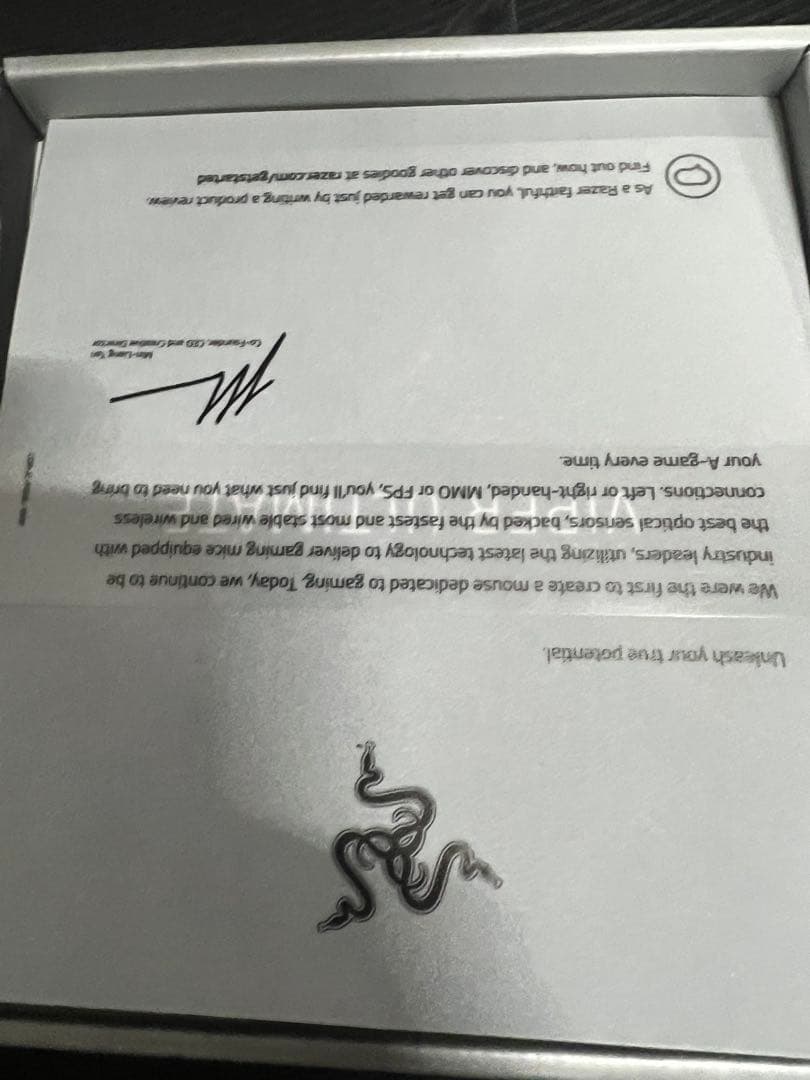 Unleash your true potential.
We were the first to create a mouse dedicated to gaming. Today, we continue to be
industry leaders, utilizing the latest technology to deliver gaming mice equipped with
the best optical sensors, backed by the fastest and most stable wired and wireless
connections. Left or right-handed, MMO or FPS, you'll find just what you need to bring
your A-game every time.
VIPER ULTIMATE
Min-Liang Tan
Co-Founder, CEO and Creative Director
As a Razer faithful, you can get rewarded just by writing a product review.
Find out how, and discover other goodies at razer.com/getstarted